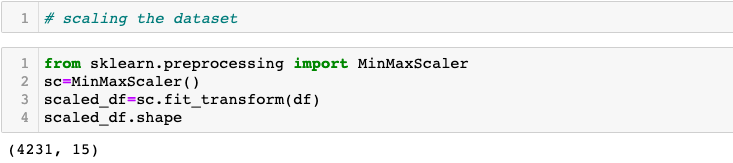 1 # scaling the dataset
1 from sklearn.preprocessing import MinMaxScaler
2 sc=MinMaxScaler()
3 scaled_df=sc.fit_transform(df)
4 scaled_df.shape
(4231, 15)